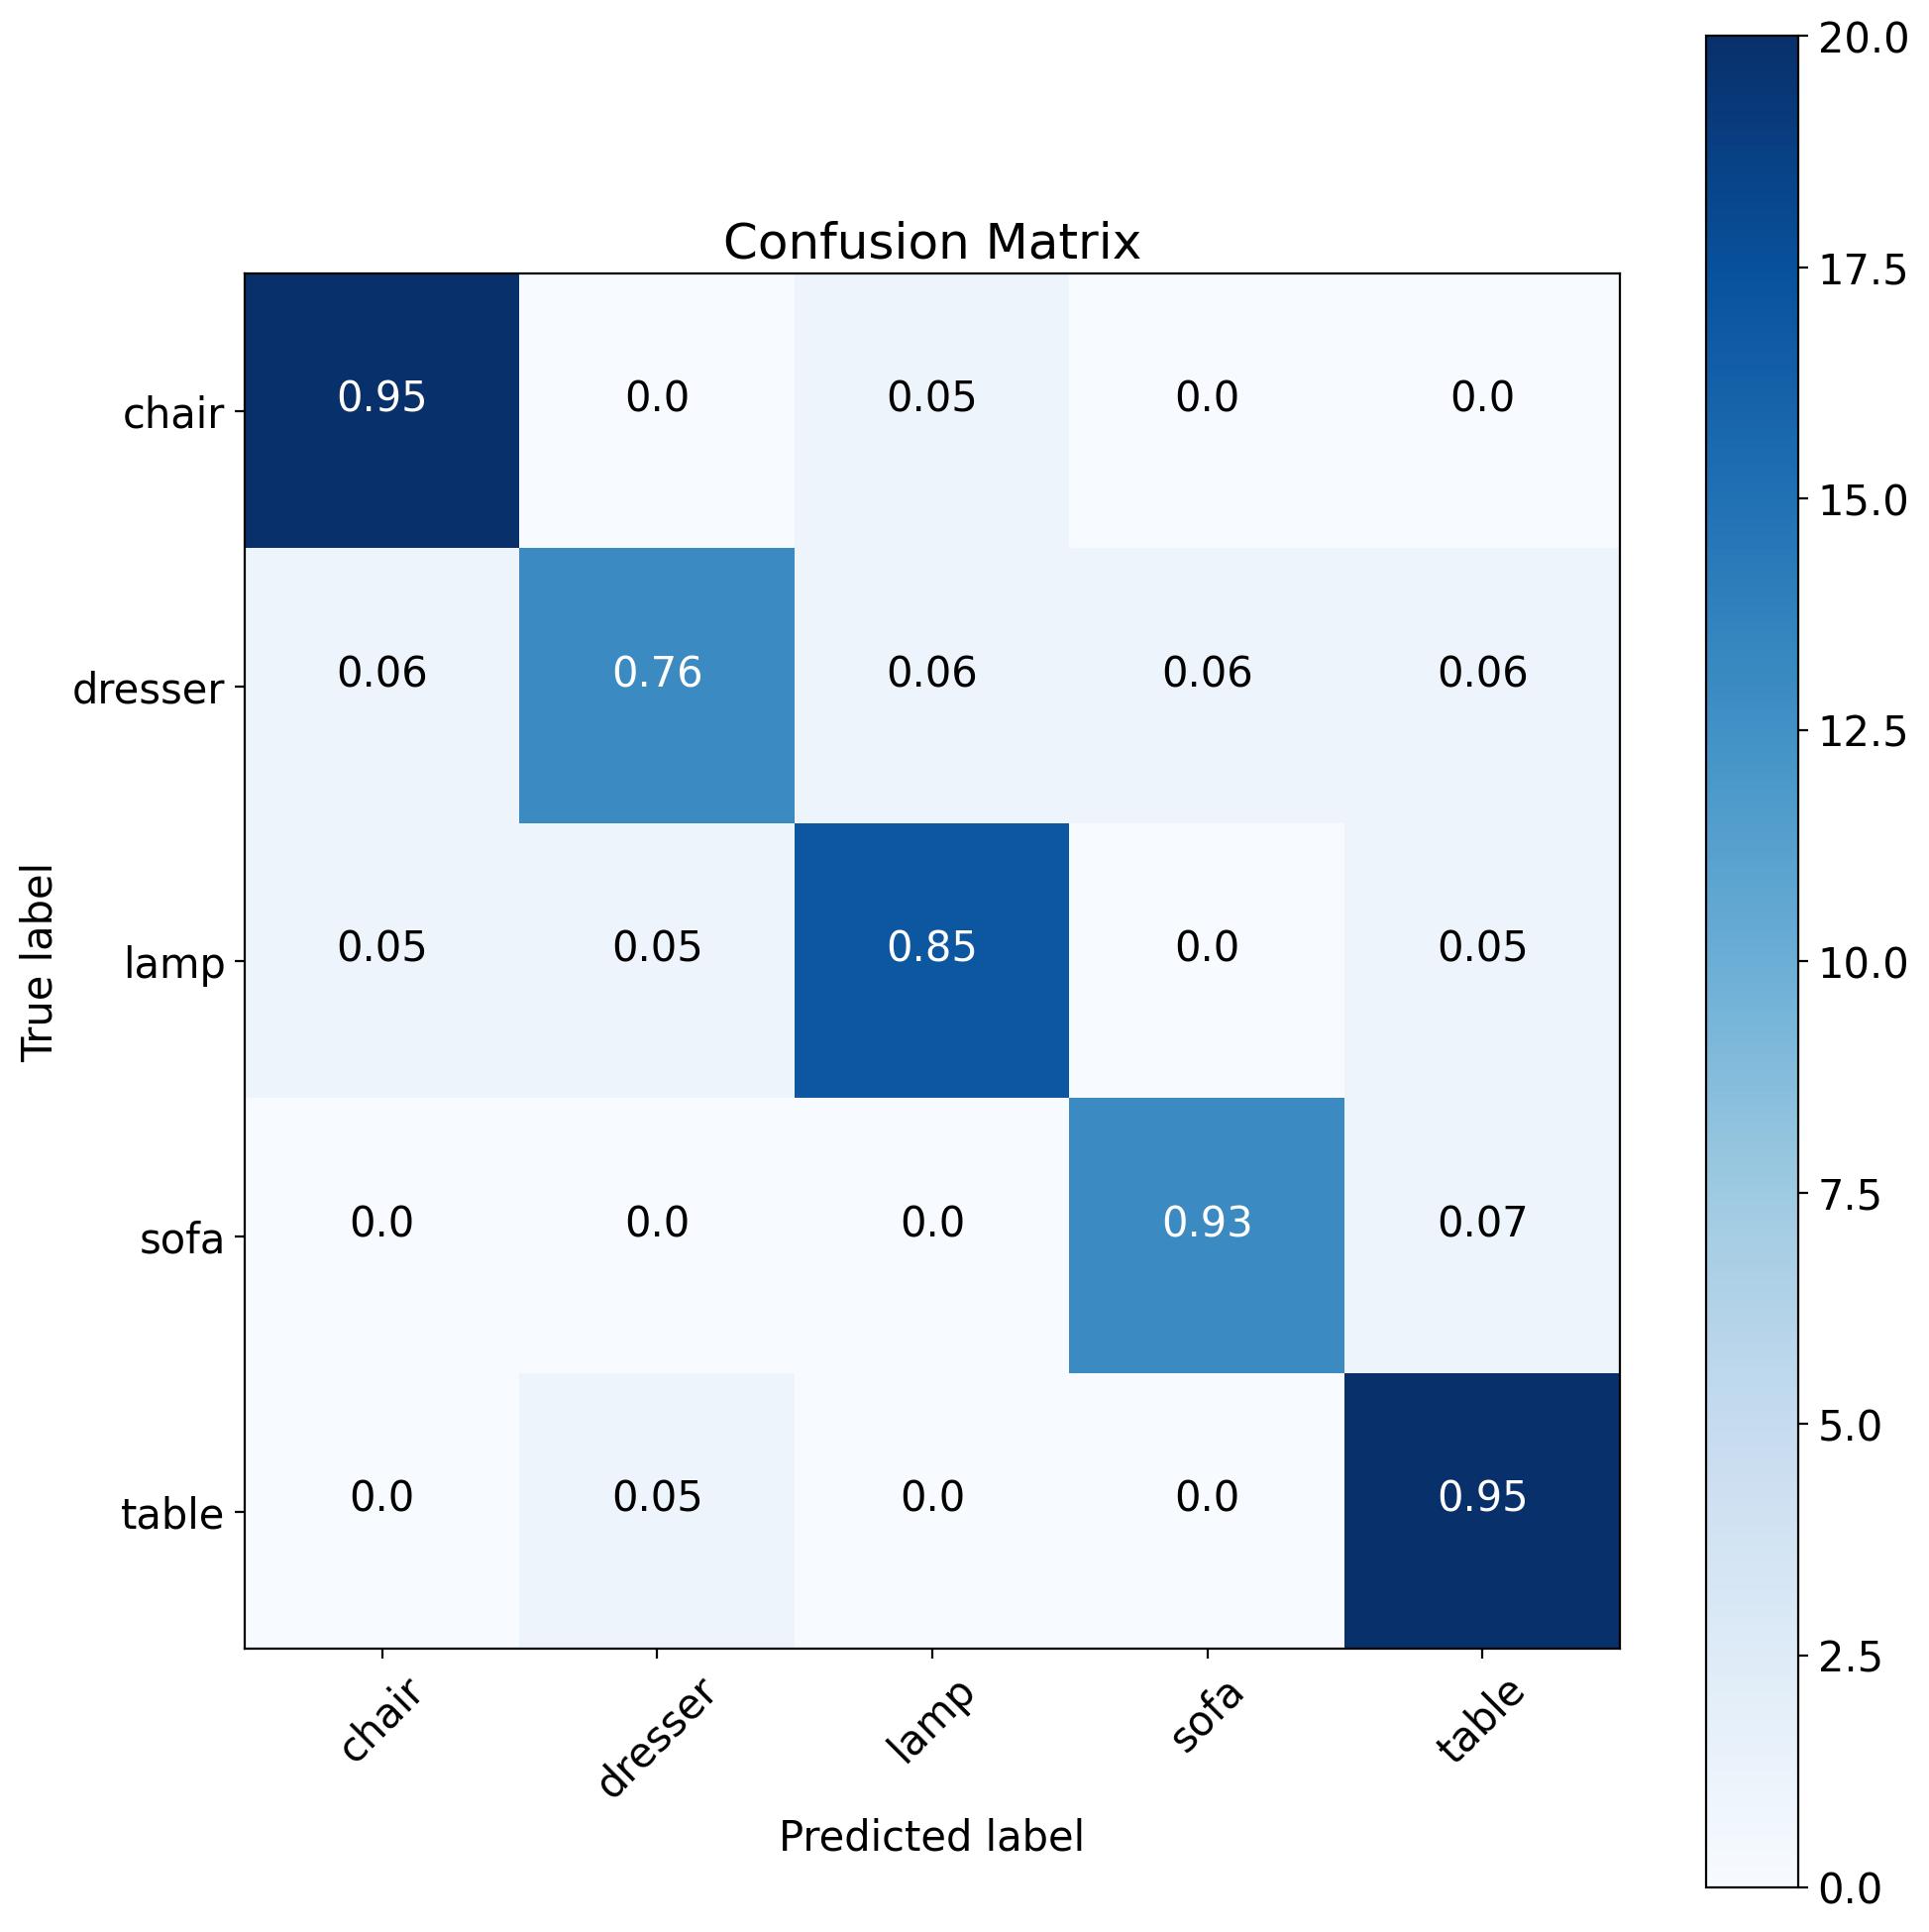 Confusion Matrix
True label
chair 0.95 0.0 0.05 0.0 0.0
dresser 0.06 0.76 0.06 0.06 0.06
lamp 0.05 0.05 0.85 0.0 0.05
sofa 0.0 0.0 0.0 0.93 0.07
table 0.0 0.05 0.0 0.0 0.95
chair dresser lamp sofa table
Predicted label
20.0
17.5
15.0
12.5
10.0
7.5
5.0
2.5
0.0